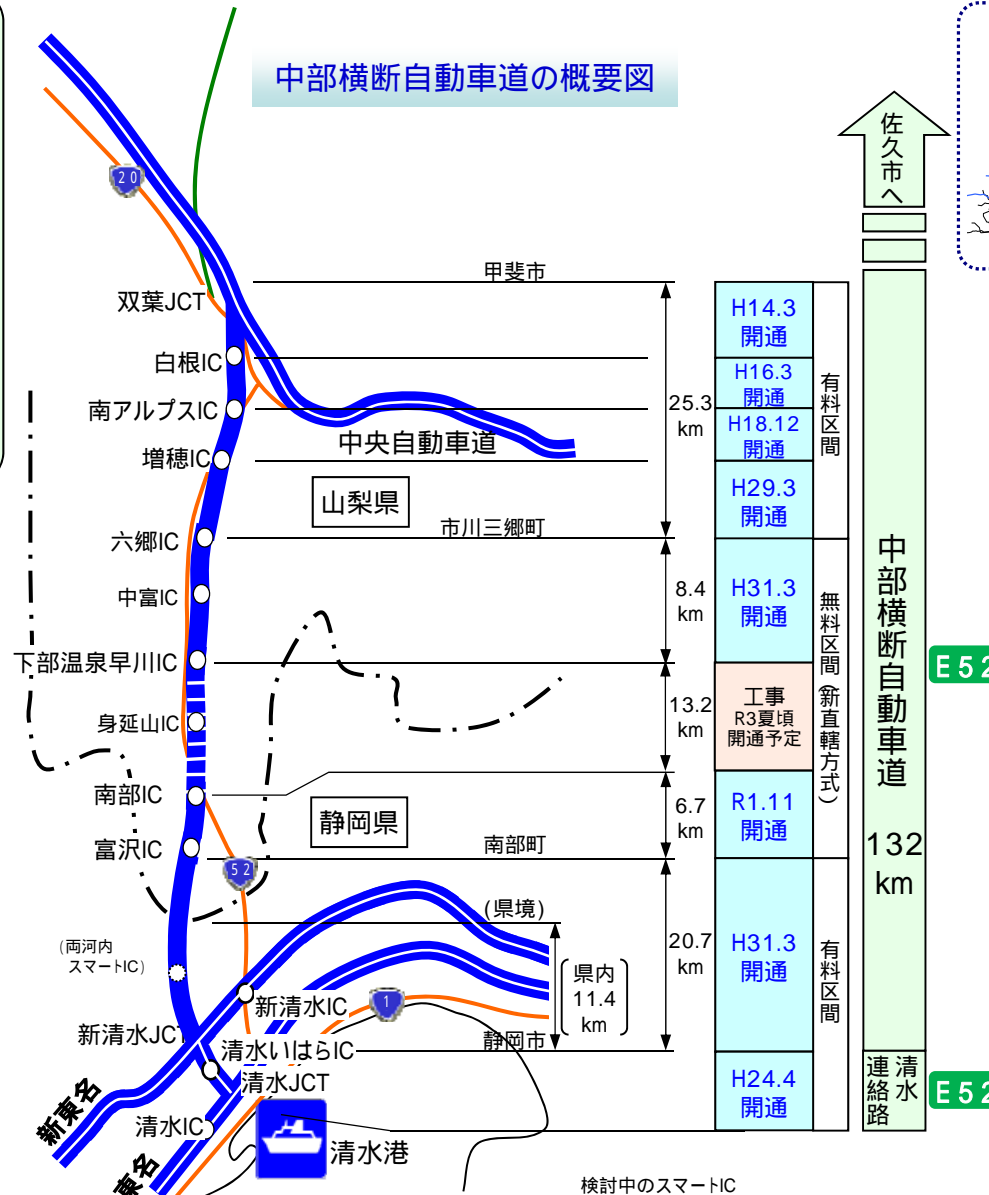 中部横断自動車道の概要図
佐久市へ
20
甲斐市
双葉JCT
白根IC
南アルプスIC
中央自動車道
増穂IC
山梨県
市川三郷町
六郷IC
中富IC
下部温泉早川IC
身延山IC
南部IC
静岡県
富沢IC
南部町
52
(県境)
(両河内
スマートIC)
県内
11.4
km
1
新清水IC
新清水JCT
静岡市
清水いはらIC
清水JCT
新東名
清水IC
東名
清水港
検討中のスマートIC
25.3
km
8.4
km
13.2
km
6.7
km
20.7
km
H14.3
開通
H16.3
開通
H18.12
開通
H29.3
開通
H31.3
開通
工事
R3夏頃
開通予定
R1.11
開通
H31.3
開通
H24.4
開通
有料区間
無料区間(新直轄方式)
有料区間
中部横断自動車道
132
km
清水
連絡路
E52
E52